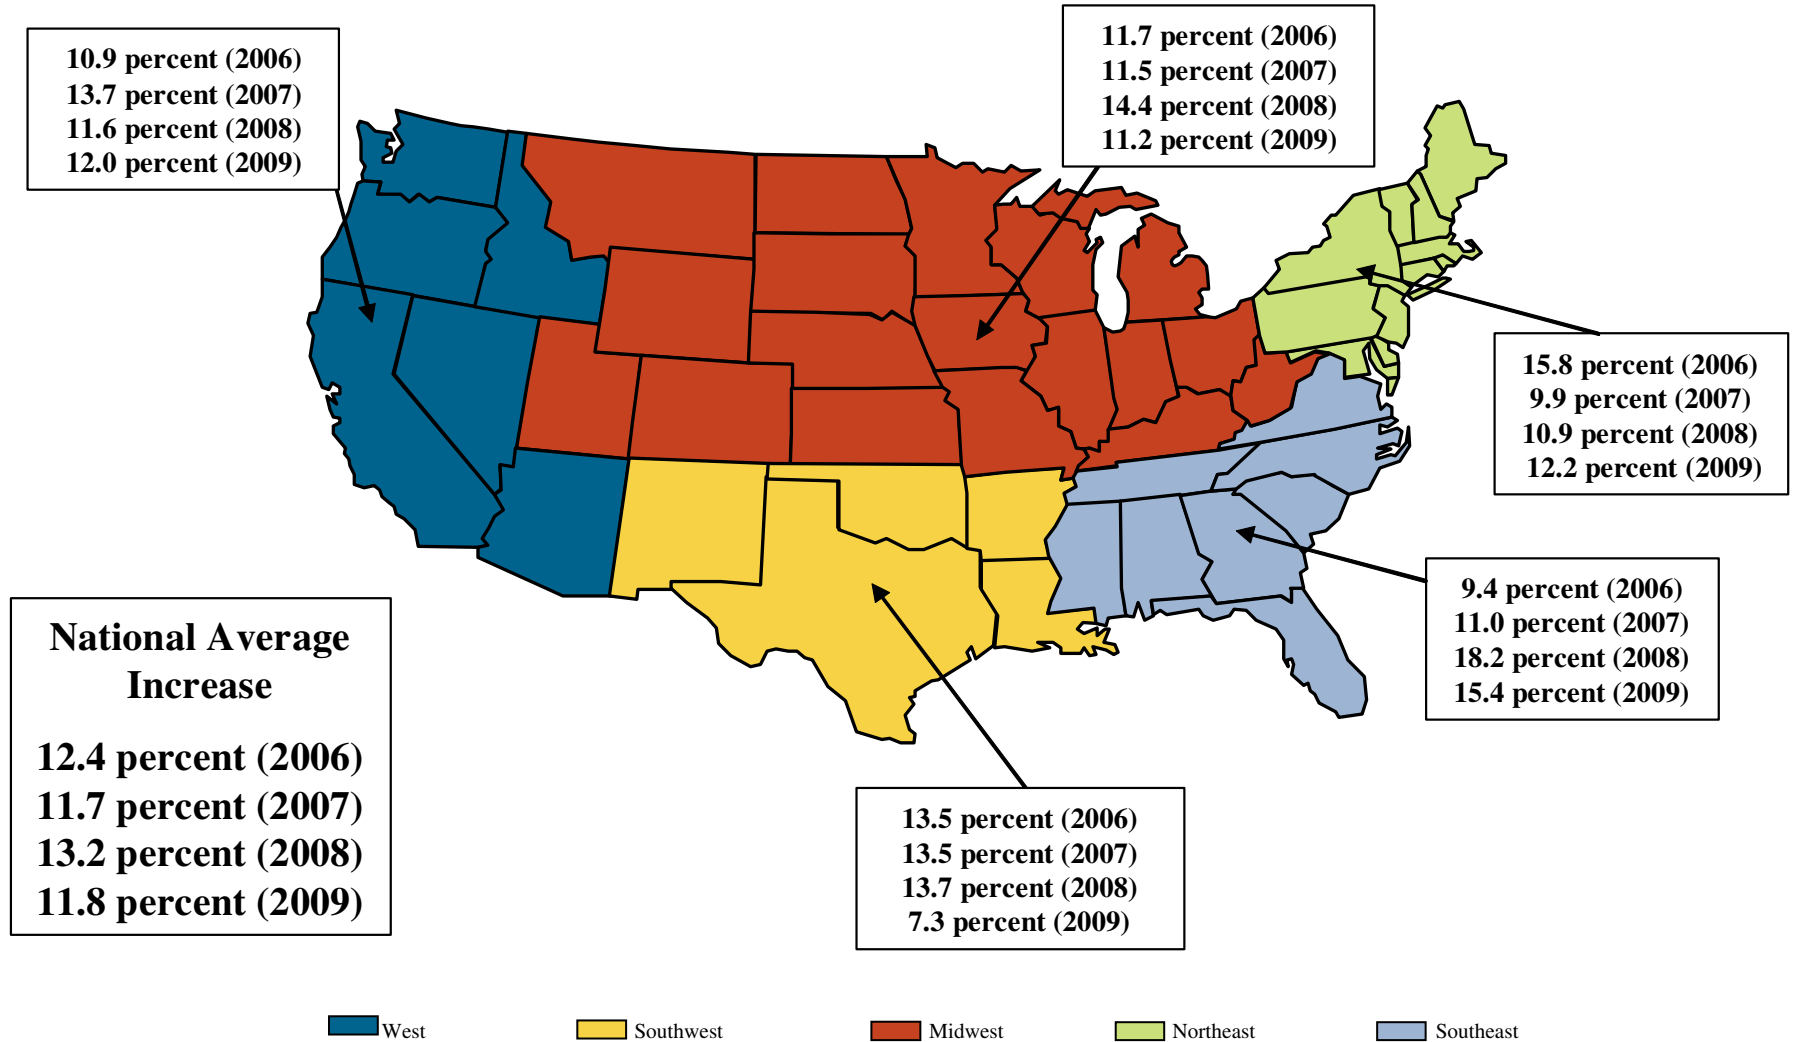 10.9 percent (2006)
13.7 percent (2007)
11.6 percent (2008)
12.0 percent (2009)
11.7 percent (2006)
11.5 percent (2007)
14.4 percent (2008)
11.2 percent (2009)
15.8 percent (2006)
9.9 percent (2007)
10.9 percent (2008)
12.2 percent (2009)
9.4 percent (2006)
11.0 percent (2007)
18.2 percent (2008)
15.4 percent (2009)
National Average
Increase
12.4 percent (2006)
11.7 percent (2007)
13.2 percent (2008)
11.8 percent (2009)
13.5 percent (2006)
13.5 percent (2007)
13.7 percent (2008)
7.3 percent (2009)
West
Southwest
Midwest
Northeast
Southeast